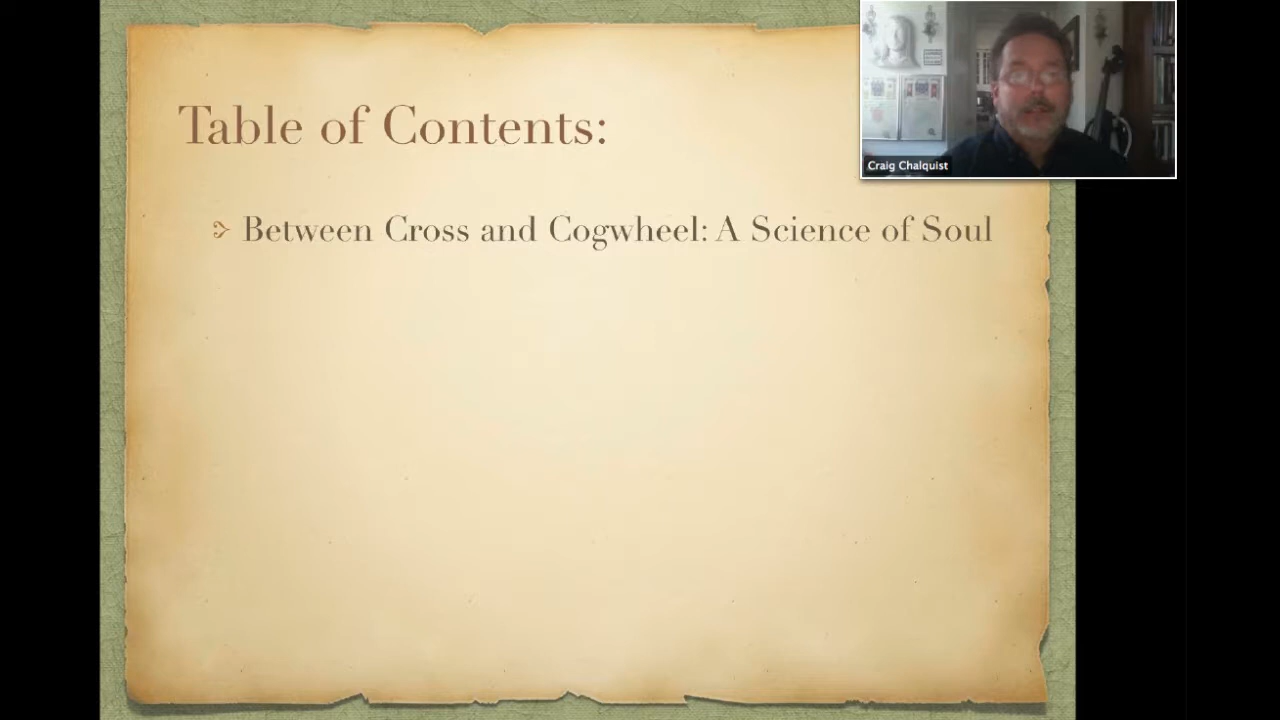 Table of Contents:
Between Cross and Cogwheel: A Science of Soul
Craig Chalquist